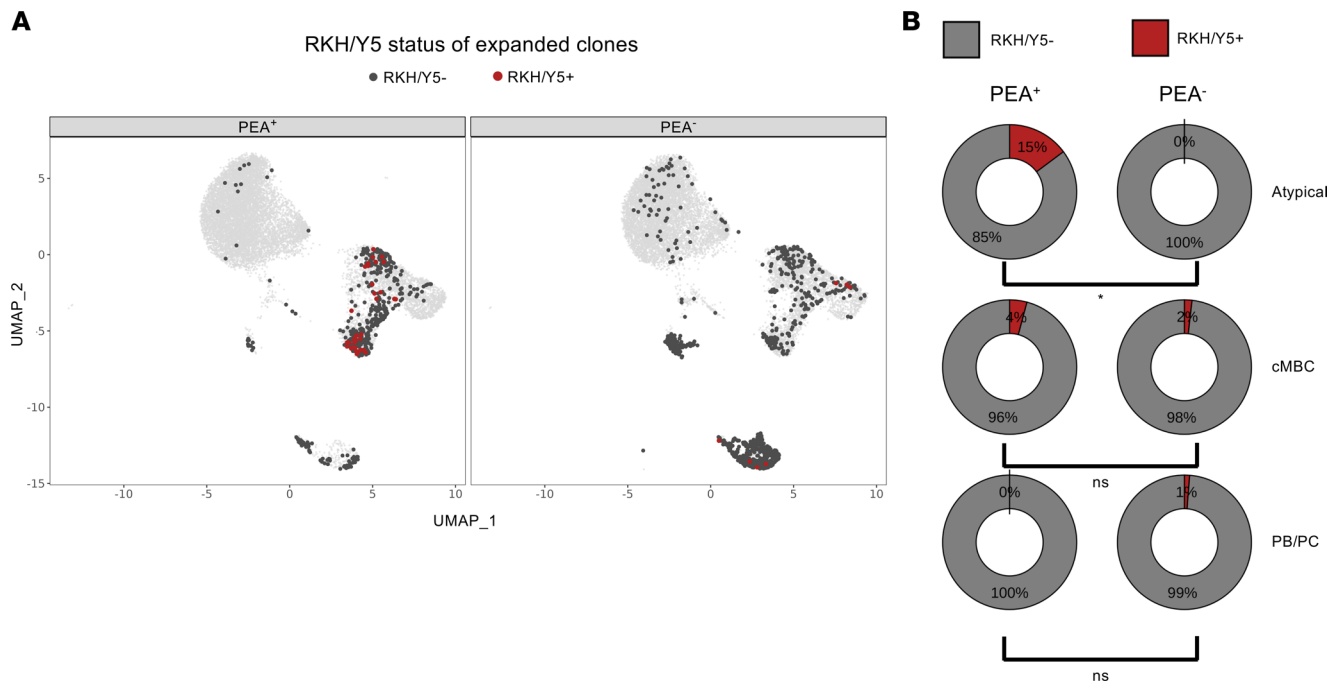 A
RKH/Y5 status of expanded clones
RKH/Y5- RKH/Y5+
PEA+ PEA-
5
0
-5
-10
-15
UMAP_2
-10 -5 0 5 10 -10 -5 0 5 10
UMAP_1
B
RKH/Y5- RKH/Y5+
PEA+ PEA-
15% 0%
Atypical
85% 100%
*
4% 2%
cMBC
96% 98%
ns
0% 1%
PB/PC
100% 99%
ns